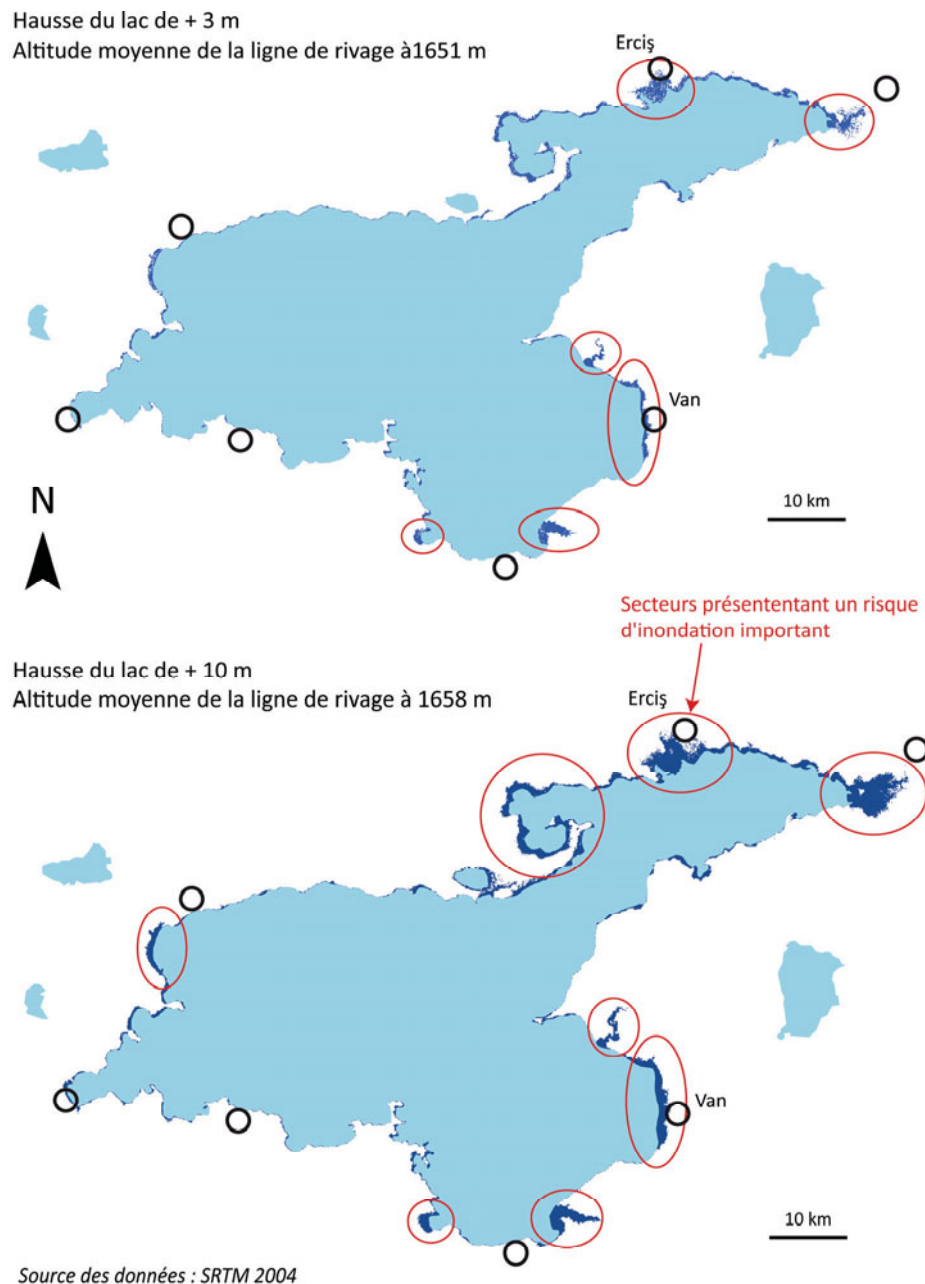 Hausse du lac de + 3 m
Altitude moyenne de la ligne de rivage à1651 m
Erciş
Van
N
10 km
Secteurs présententant un risque
d'inondation important
Hausse du lac de + 10 m
Altitude moyenne de la ligne de rivage à 1658 m
Erciş
Van
10 km
Source des données : SRTM 2004